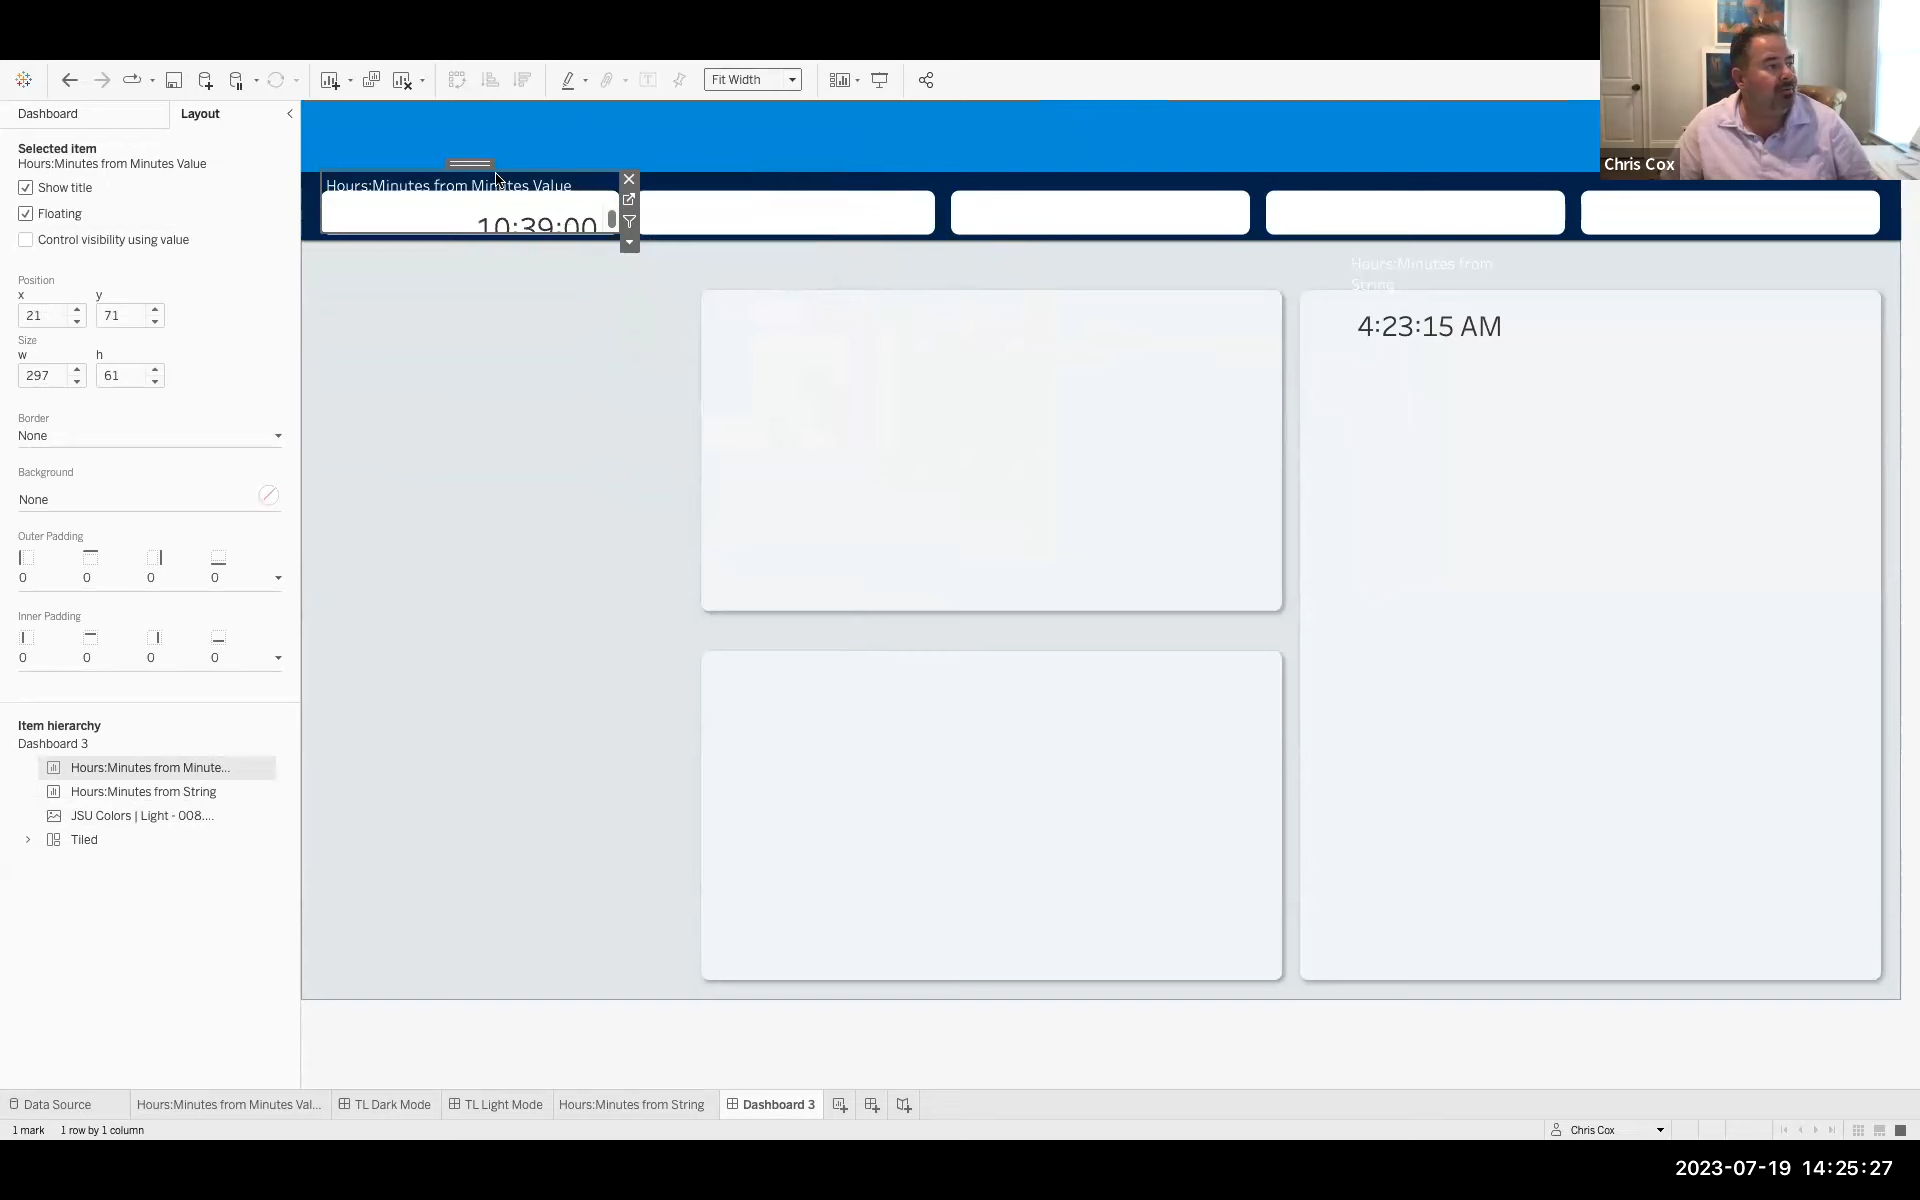 Fit Width
Chris Cox
Dashboard
Layout
Selected item
Hours:Minutes from Minutes Value
Show title
Floating
Control visibility using value
Position
x y
21 71
Size
w h
297 61
Border
None
Background
None
Outer Padding
0 0 0 0
Inner Padding
0 0 0 0
Item hierarchy
Dashboard 3
Hours:Minutes from Minute...
Hours:Minutes from String
JSU Colors | Light - 008....
Tiled
Hours:Minutes from Minutes Value
10:39:00
Hours:Minutes from
String
4:23:15 AM
Data Source Hours:Minutes from Minutes Val... TL Dark Mode TL Light Mode Hours:Minutes from String Dashboard 3
1 mark 1 row by 1 column Chris Cox
2023-07-19 14:25:27